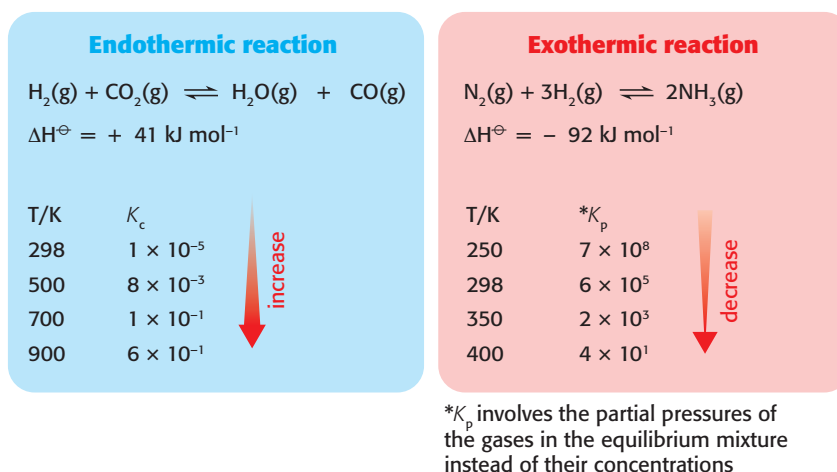 Endothermic reaction
H₂(g) + CO₂(g) ⇌ H₂O(g) + CO(g)
ΔH⦵ = + 41 kJ mol⁻¹
T/K K꜀
298 1 × 10⁻⁵
500 8 × 10⁻³
700 1 × 10⁻¹
900 6 × 10⁻¹
increase
Exothermic reaction
N₂(g) + 3H₂(g) ⇌ 2NH₃(g)
ΔH⦵ = – 92 kJ mol⁻¹
T/K *Kₚ
250 7 × 10⁸
298 6 × 10⁵
350 2 × 10³
400 4 × 10¹
decrease
*Kₚ involves the partial pressures of
the gases in the equilibrium mixture
instead of their concentrations